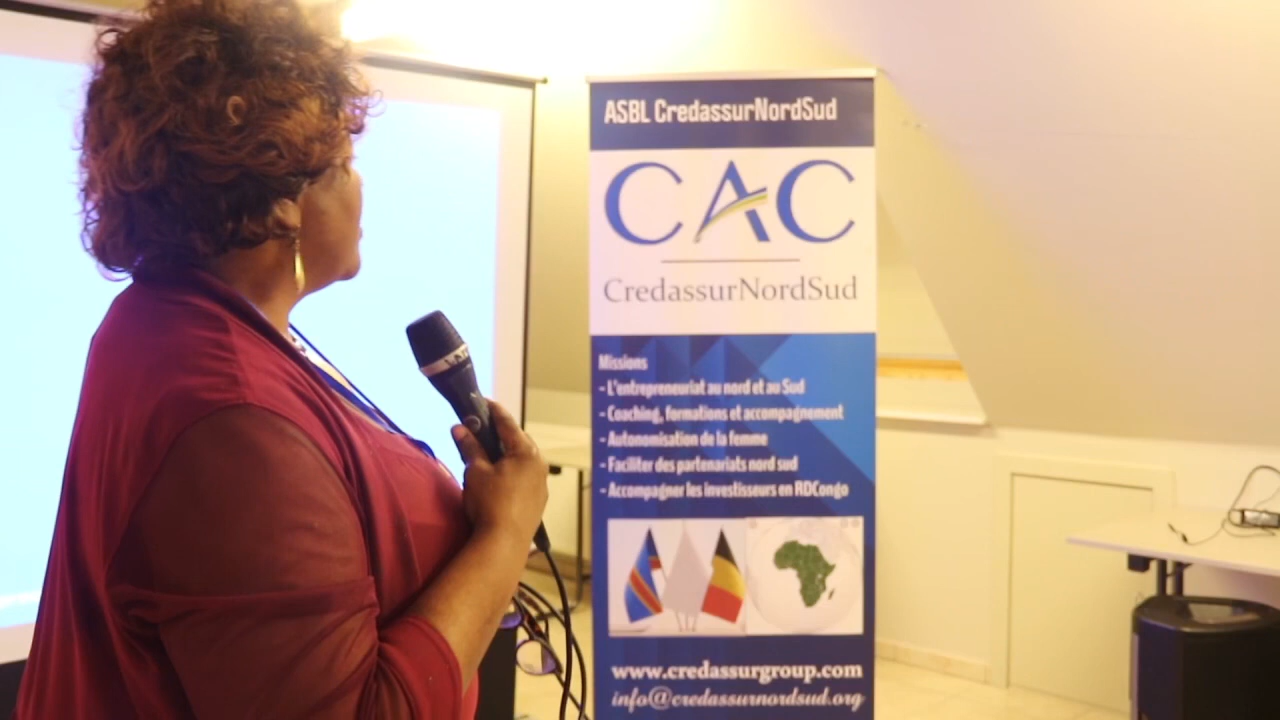 ASBL CredassurNordSud
CAC
CredassurNordSud
Missions
- L'entrepreneuriat au nord et au Sud
- Coaching, formations et accompagnement
- Autonomisation de la femme
- Faciliter des partenariats nord sud
- Accompagner les investisseurs en RDCongo
www.credassurgroup.com
info@credassurnordsud.org